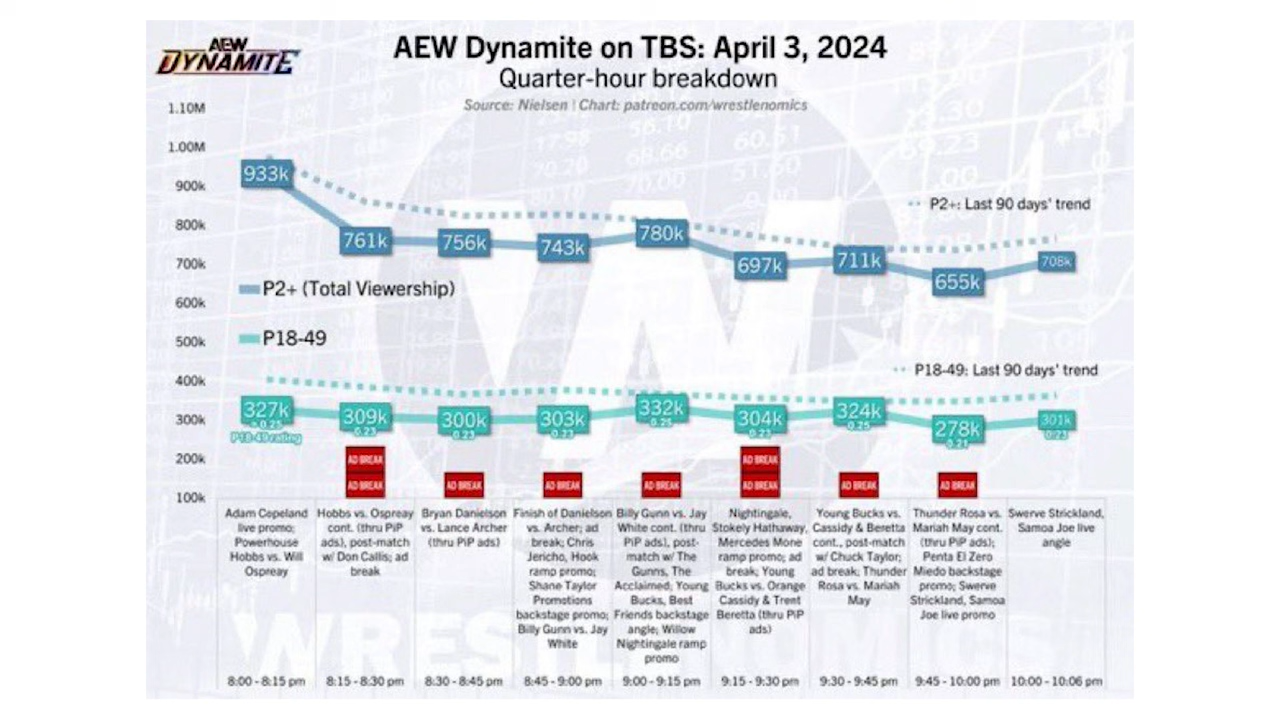 AEW
DYNAMITE
AEW Dynamite on TBS: April 3, 2024
Quarter-hour breakdown
Source: Nielsen | Chart: patreon.com/wrestlenomics
1.10M
1.00M
900k
800k
700k
600k
500k
400k
300k
200k
100k
P2+: Last 90 days' trend
P2+ (Total Viewership)
P18-49
P18-49: Last 90 days' trend
933k
761k
756k
743k
780k
697k
711k
655k
708k
327k
309k
300k
303k
332k
304k
324k
278k
301k
0.25
0.23
0.23
0.23
0.25
0.23
0.25
0.21
0.23
P18-49 rating
AD BREAK
AD BREAK
AD BREAK
AD BREAK
AD BREAK
AD BREAK
AD BREAK
AD BREAK
AD BREAK
Adam Copeland
live promo;
Powerhouse
Hobbs vs. Will
Ospreay
8:00 - 8:15 pm
Hobbs vs. Ospreay
cont. (thru PiP
ads), post-match
w/ Don Callis; ad
break
8:15 - 8:30 pm
Bryan Danielson
vs. Lance Archer
(thru PiP ads)
8:30 - 8:45 pm
Finish of Danielson
vs. Archer; ad
break; Chris
Jericho, Hook
ramp promo;
Shane Taylor
Promotions
backstage promo;
Billy Gunn vs. Jay
White
8:45 - 9:00 pm
Billy Gunn vs. Jay
White cont. (thru
PiP ads), post-
match w/ The
Gunns, The
Acclaimed; Young
Bucks, Best
Friends backstage
angle; Willow
Nightingale ramp
promo
9:00 - 9:15 pm
Nightingale,
Stokely Hathaway,
Mercedes Mone
ramp promo; ad
break; Young
Bucks vs. Orange
Cassidy & Trent
Beretta (thru PiP
ads)
9:15 - 9:30 pm
Young Bucks vs.
Cassidy & Beretta
cont., post-match
w/ Chuck Taylor;
ad break; Thunder
Rosa vs. Mariah
May
9:30 - 9:45 pm
Thunder Rosa vs.
Mariah May cont.
(thru PiP ads);
Penta El Zero
Miedo backstage
promo; Swerve
Strickland, Samoa
Joe live promo
9:45 - 10:00 pm
Swerve Strickland,
Samoa Joe live
angle
10:00 - 10:06 pm
WRESTLENOMICS